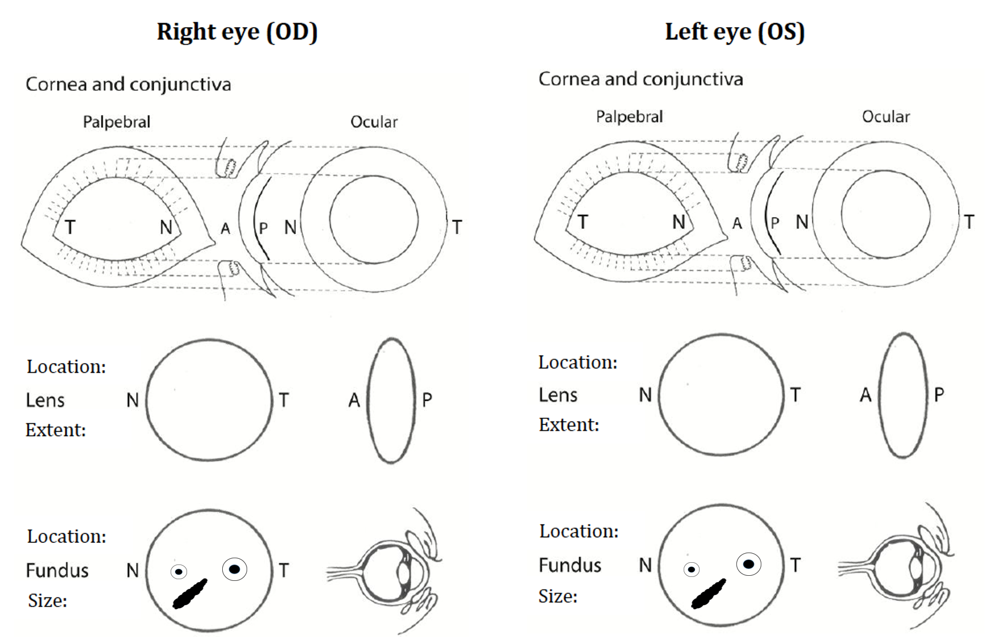 Right eye (OD)
Cornea and conjunctiva
Palpebral
Ocular
T
N
A
P
N
T
Location:
Lens
Extent:
N
T
A
P
Location:
Fundus
Size:
N
T
Left eye (OS)
Cornea and conjunctiva
Palpebral
Ocular
T
N
A
P
N
T
Location:
Lens
Extent:
N
T
A
P
Location:
Fundus
Size:
N
T